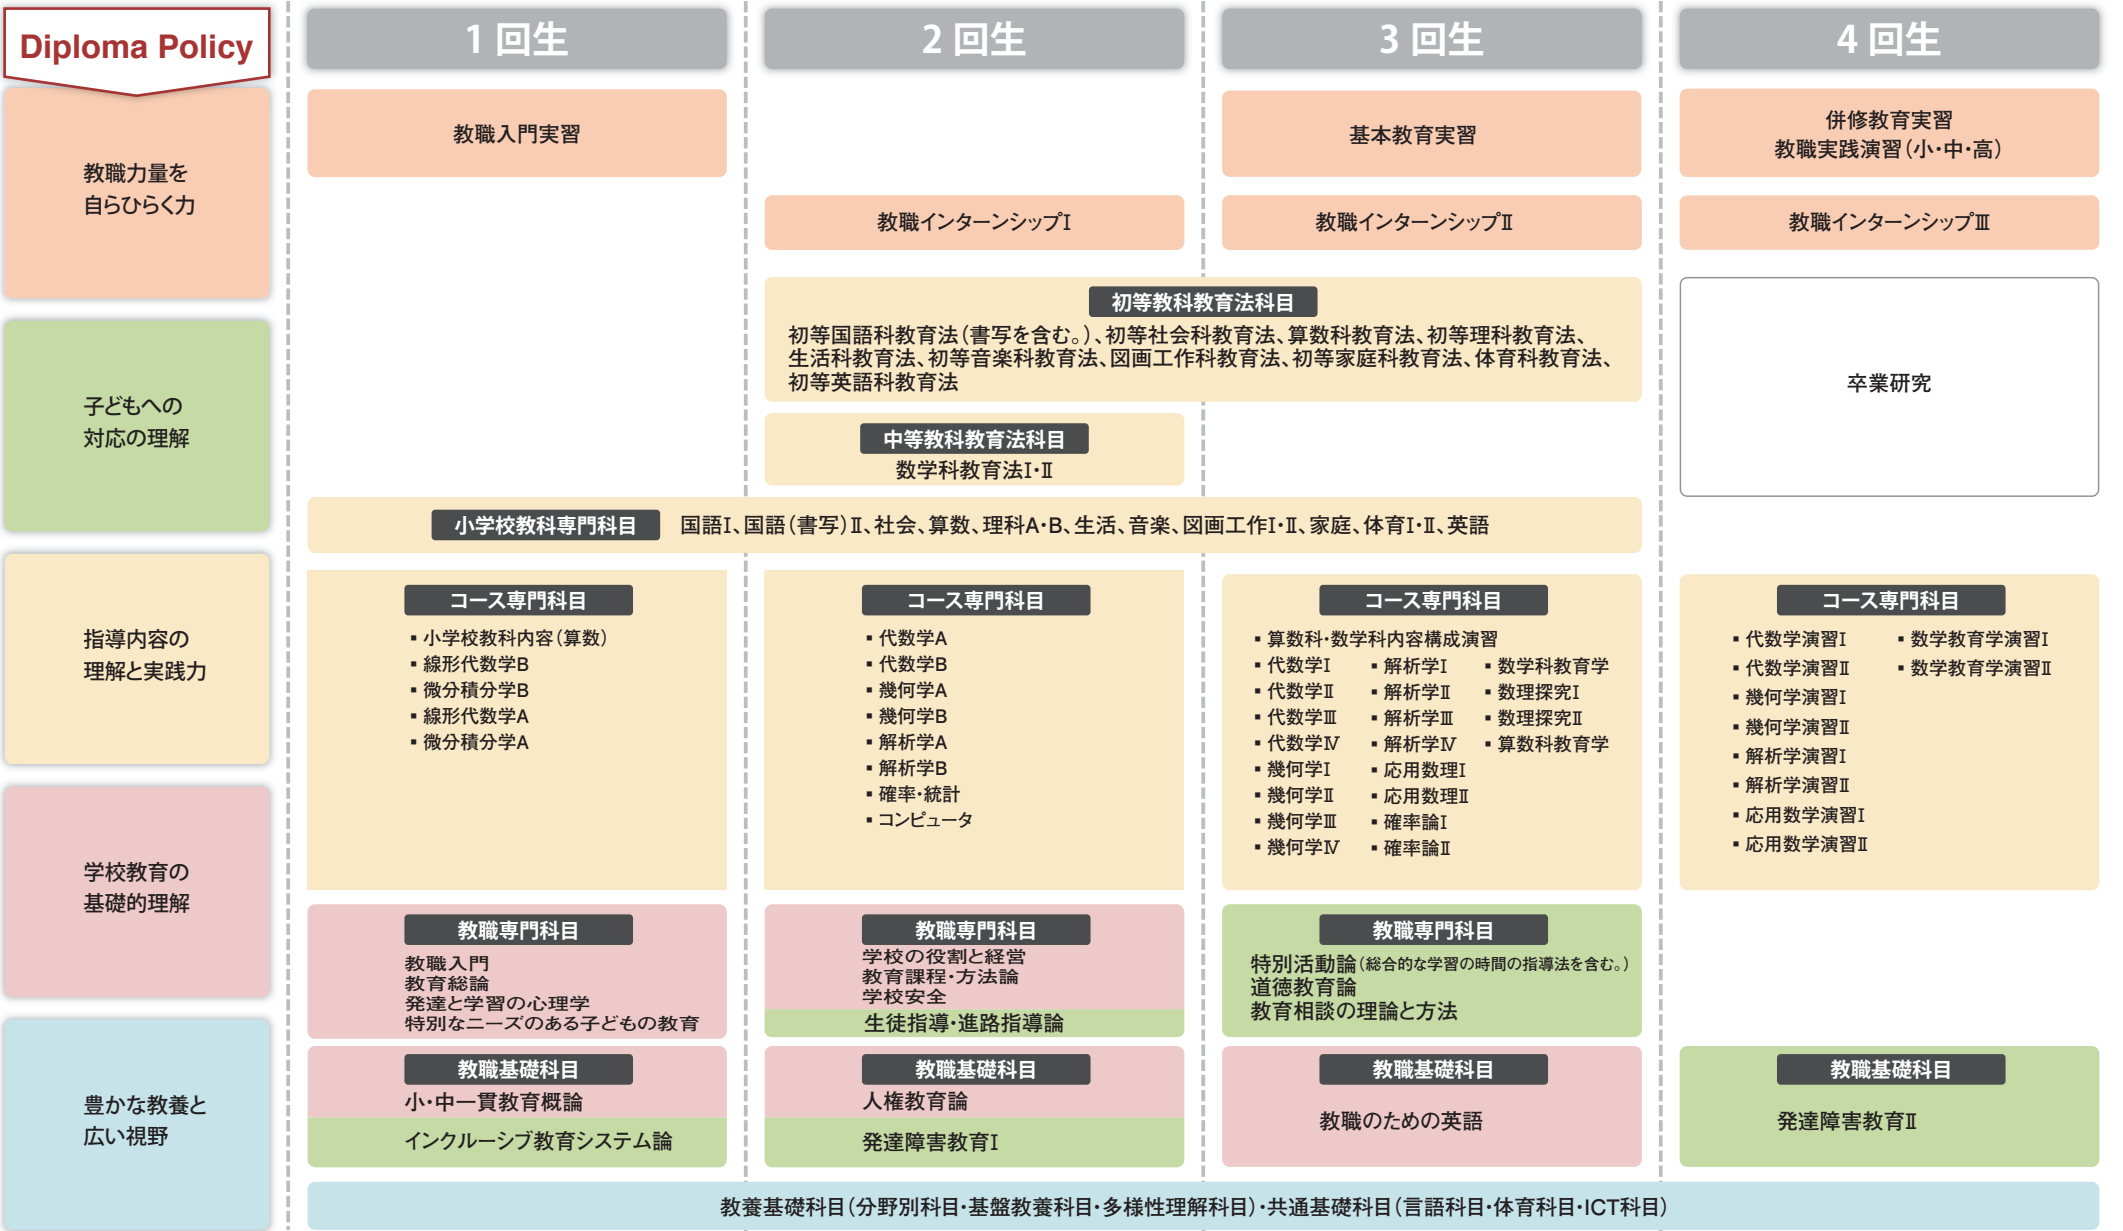 Diploma Policy
1 回生
2 回生
3 回生
4 回生
教職力量を
自らひらく力
子どもへの
対応の理解
指導内容の
理解と実践力
学校教育の
基礎的理解
豊かな教養と
広い視野
教職入門実習
基本教育実習
併修教育実習
教職実践演習(小・中・高)
教職インターンシップⅠ
教職インターンシップⅡ
教職インターンシップⅢ
初等教科教育法科目
初等国語科教育法(書写を含む。)、初等社会科教育法、算数科教育法、初等理科教育法、
生活科教育法、初等音楽科教育法、図画工作科教育法、初等家庭科教育法、体育科教育法、
初等英語科教育法
卒業研究
中等教科教育法科目
数学科教育法Ⅰ・Ⅱ
小学校教科専門科目 国語Ⅰ、国語(書写)Ⅱ、社会、算数、理科A・B、生活、音楽、図画工作Ⅰ・Ⅱ、家庭、体育Ⅰ・Ⅱ、英語
コース専門科目
▪ 小学校教科内容(算数)
▪ 線形代数学B
▪ 微分積分学B
▪ 線形代数学A
▪ 微分積分学A
コース専門科目
▪ 代数学A
▪ 代数学B
▪ 幾何学A
▪ 幾何学B
▪ 解析学A
▪ 解析学B
▪ 確率・統計
▪ コンピュータ
コース専門科目
▪ 算数科・数学科内容構成演習
▪ 代数学Ⅰ ▪ 解析学Ⅰ ▪ 数学科教育学
▪ 代数学Ⅱ ▪ 解析学Ⅱ ▪ 数理探究Ⅰ
▪ 代数学Ⅲ ▪ 解析学Ⅲ ▪ 数理探究Ⅱ
▪ 代数学Ⅳ ▪ 解析学Ⅳ ▪ 算数科教育学
▪ 幾何学Ⅰ ▪ 応用数理Ⅰ
▪ 幾何学Ⅱ ▪ 応用数理Ⅱ
▪ 幾何学Ⅲ ▪ 確率論Ⅰ
▪ 幾何学Ⅳ ▪ 確率論Ⅱ
コース専門科目
▪ 代数学演習Ⅰ ▪ 数学教育学演習Ⅰ
▪ 代数学演習Ⅱ ▪ 数学教育学演習Ⅱ
▪ 幾何学演習Ⅰ
▪ 幾何学演習Ⅱ
▪ 解析学演習Ⅰ
▪ 解析学演習Ⅱ
▪ 応用数学演習Ⅰ
▪ 応用数学演習Ⅱ
教職専門科目
教職入門
教育総論
発達と学習の心理学
特別なニーズのある子どもの教育
教職専門科目
学校の役割と経営
教育課程・方法論
学校安全
生徒指導・進路指導論
教職専門科目
特別活動論(総合的な学習の時間の指導法を含む。)
道徳教育論
教育相談の理論と方法
教職基礎科目
小・中一貫教育概論
インクルーシブ教育システム論
教職基礎科目
人権教育論
発達障害教育Ⅰ
教職基礎科目
教職のための英語
教職基礎科目
発達障害教育Ⅱ
教養基礎科目(分野別科目・基盤教養科目・多様性理解科目)・共通基礎科目(言語科目・体育科目・ICT科目)